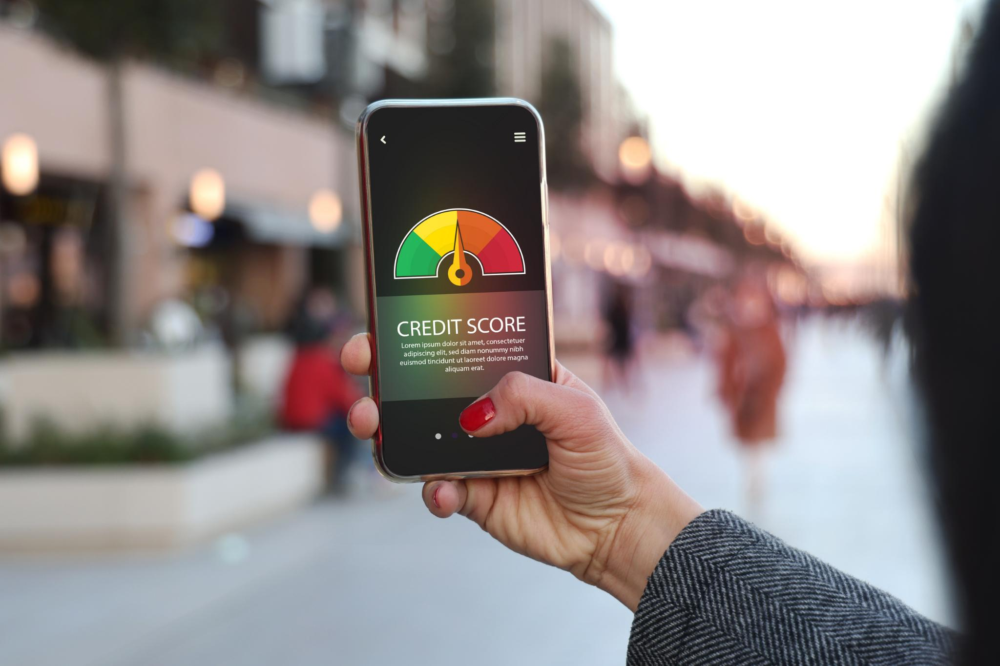 CREDIT SCORE
Lorem ipsum dolor sit amet, consectetuer
adipiscing elit, sed diam nonummy nibh
euismod tincidunt ut laoreet dolore magna
aliquam erat.